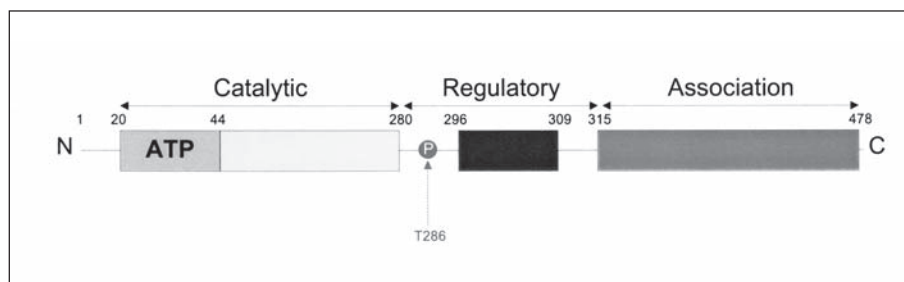 Catalytic Regulatory Association
1 20 44 280 296 309 315 478
N ATP P C
T286